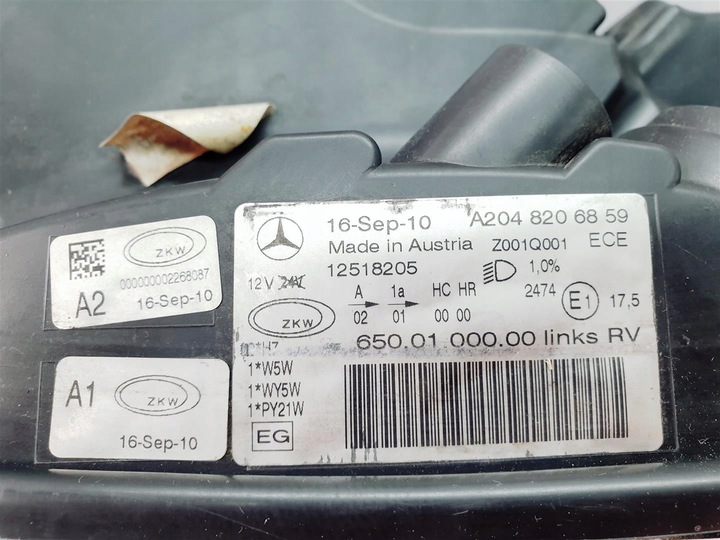 ZKW
000000002268087
A2
16-Sep-10
A1
ZKW
16-Sep-10
16-Sep-10 A204 820 68 59
Made in Austria Z001Q001 ECE
12518205
12V 24V
1,0%
A 1a HC HR 2474 E1 17,5
02 01 00 00
ZKW
650.01 000.00 links RV
1*W5W
1*WY5W
1*PY21W
EG